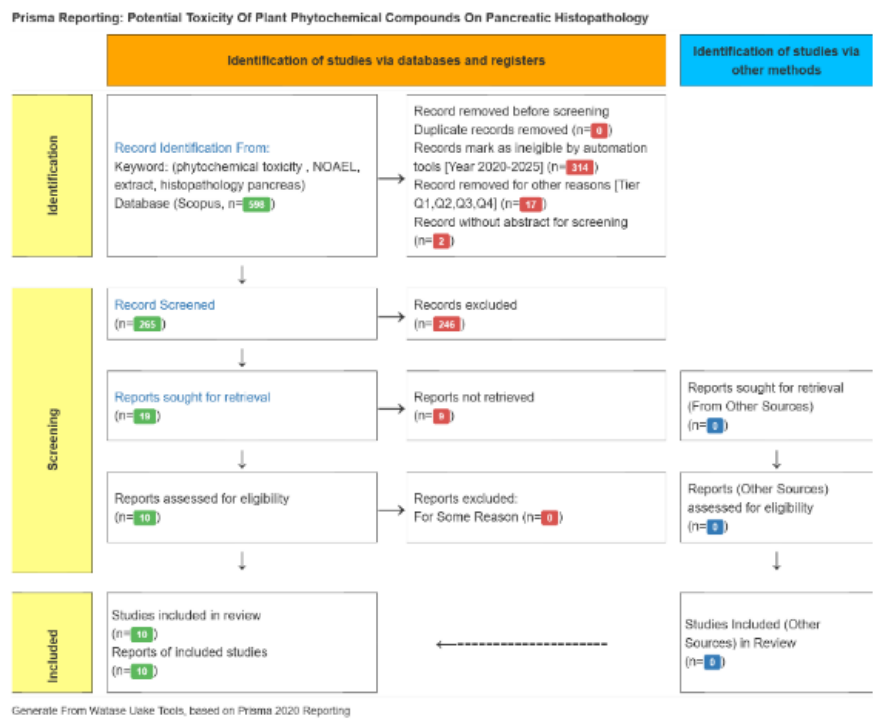 Prisma Reporting: Potential Toxicity Of Plant Phytochemical Compounds On Pancreatic Histopathology
Identification of studies via databases and registers
Identification of studies via
other methods
Identification
Record Identification From:
Keyword: (phytochemical toxicity , NOAEL,
extract, histopathology pancreas)
Database (Scopus, n= 598 )
Record removed before screening
Duplicate records removed (n= 0 )
Records mark as ineligible by automation
tools [Year 2020-2025] (n= 314 )
Record removed for other reasons [Tier
Q1,Q2,Q3,Q4] (n= 17 )
Record without abstract for screening
(n= 2 )
Screening
Record Screened
(n= 265 )
Records excluded
(n= 246 )
Reports sought for retrieval
(n= 19 )
Reports not retrieved
(n= 9 )
Reports sought for retrieval
(From Other Sources)
(n= 0 )
Reports assessed for eligibility
(n= 10 )
Reports excluded:
For Some Reason (n= 0 )
Reports (Other Sources)
assessed for eligibility
(n= 0 )
Included
Studies included in review
(n= 10 )
Reports of included studies
(n= 10 )
Studies Included (Other
Sources) in Review
(n= 0 )
Generate From Watase Uake Tools, based on Prisma 2020 Reporting